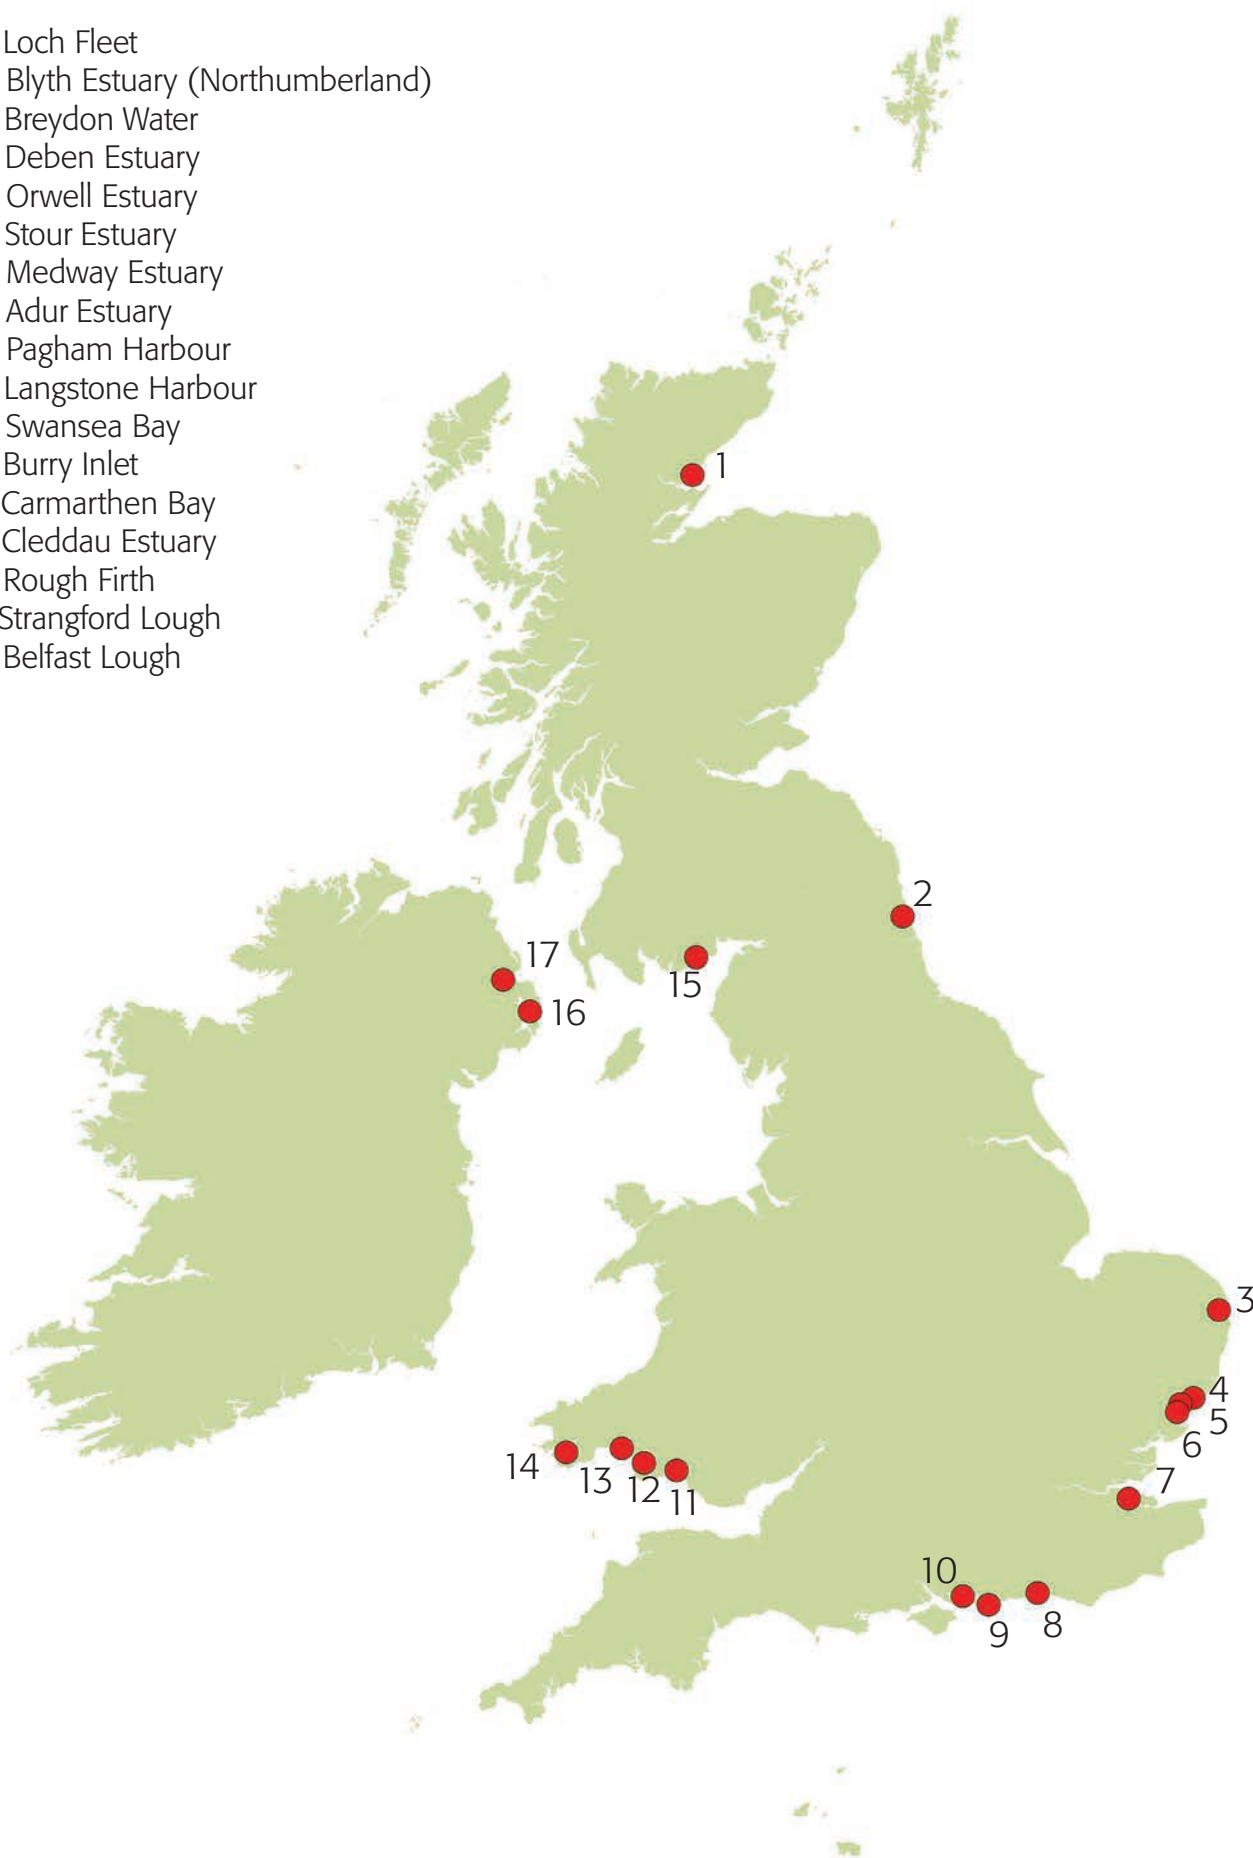 Loch Fleet
Blyth Estuary (Northumberland)
Breydon Water
Deben Estuary
Orwell Estuary
Stour Estuary
Medway Estuary
Adur Estuary
Pagham Harbour
Langstone Harbour
Swansea Bay
Burry Inlet
Carmarthen Bay
Cleddau Estuary
Rough Firth
Strangford Lough
Belfast Lough
1
2
17
15
16
3
4
5
6
14
13
12
11
7
10
9
8